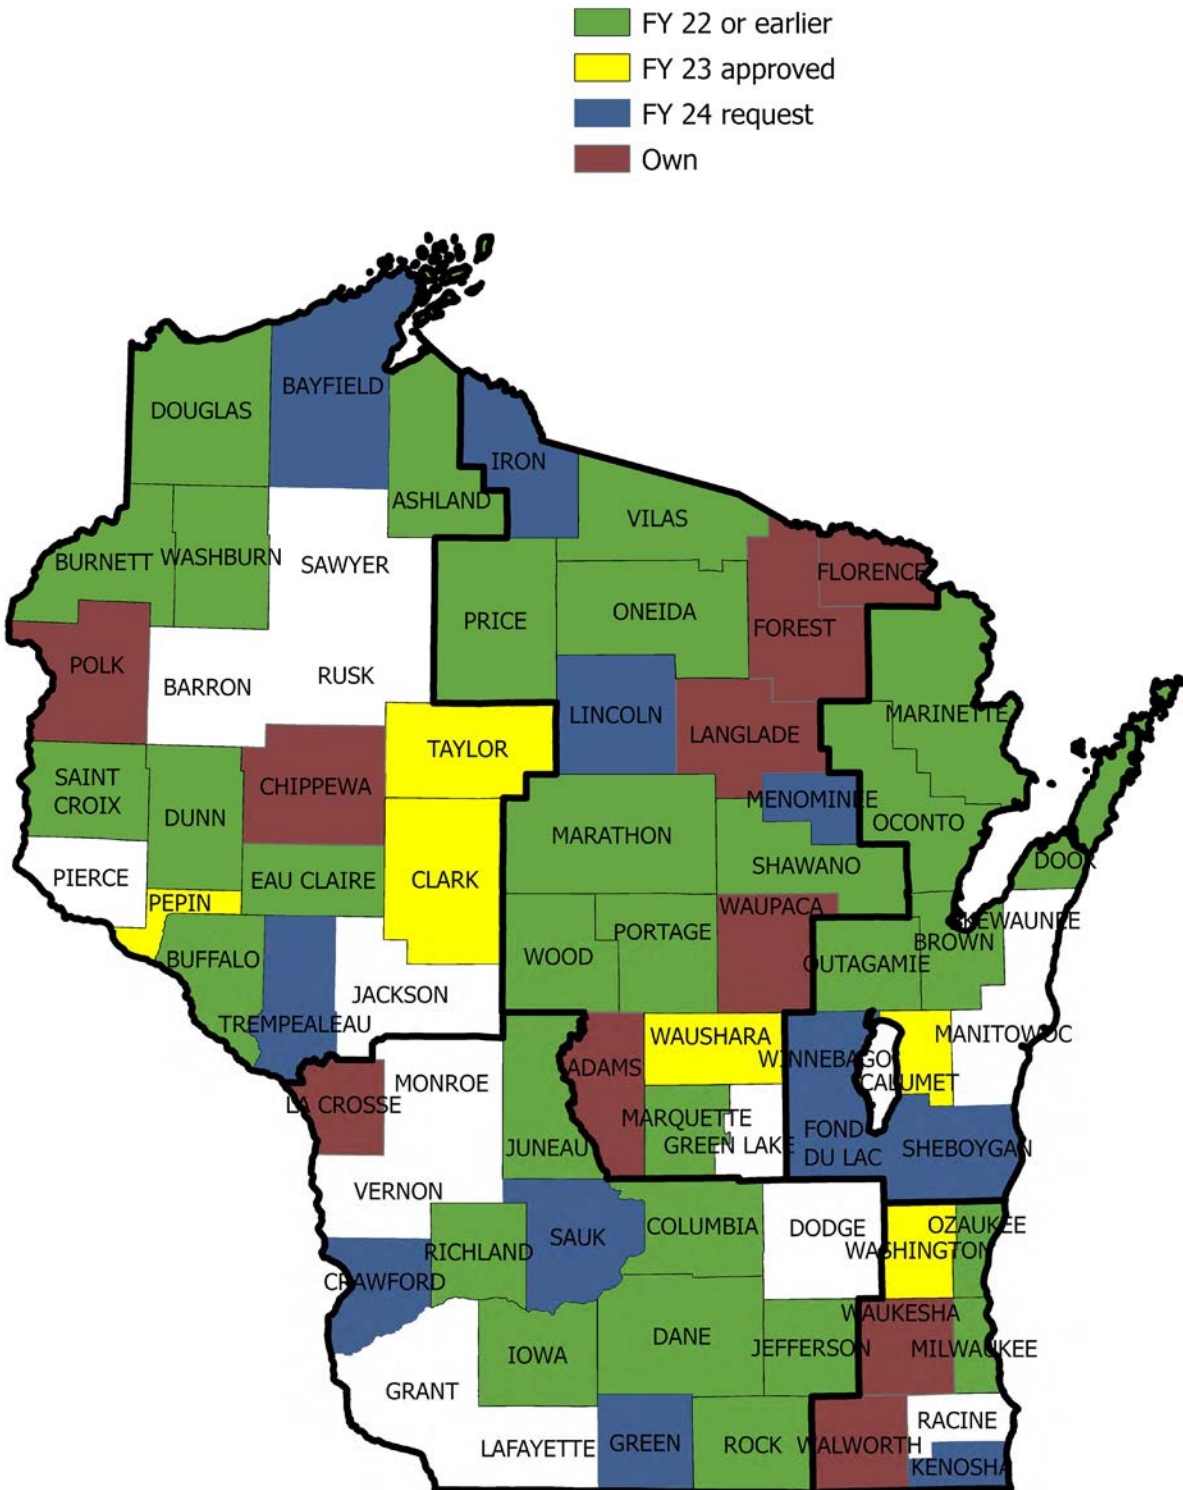 FY 22 or earlier
FY 23 approved
FY 24 request
Own
BAYFIELD
DOUGLAS
IRON
ASHLAND
VILAS
BURNETT
WASHBURN
SAWYER
FLORENCE
ONEIDA
PRICE
FOREST
POLK
RUSK
BARRON
LINCOLN
MARINETTE
LANGLADE
TAYLOR
SAINT
CROIX
CHIPPEWA
MENOMINEE
DUNN
OCONTO
MARATHON
DOOR
SHAWANO
PIERCE
EAU CLAIRE
CLARK
PEPIN
WAUPACA
KEWAUNEE
PORTAGE
BROWN
WOOD
BUFFALO
OUTAGAMIE
JACKSON
TREMPEALEAU
WAUSHARA
MANITOWOC
WINNEBAGO
ADAMS
MONROE
CALUMET
LA CROSSE
MARQUETTE
FOND
DU LAC
GREEN LAKE
JUNEAU
SHEBOYGAN
VERNON
COLUMBIA
DODGE
OZAUKEE
SAUK
RICHLAND
WASHINGTON
CRAWFORD
WAUKESHA
DANE
JEFFERSON
MILWAUKEE
IOWA
GRANT
RACINE
LAFAYETTE
GREEN
ROCK
WALWORTH
KENOSHA